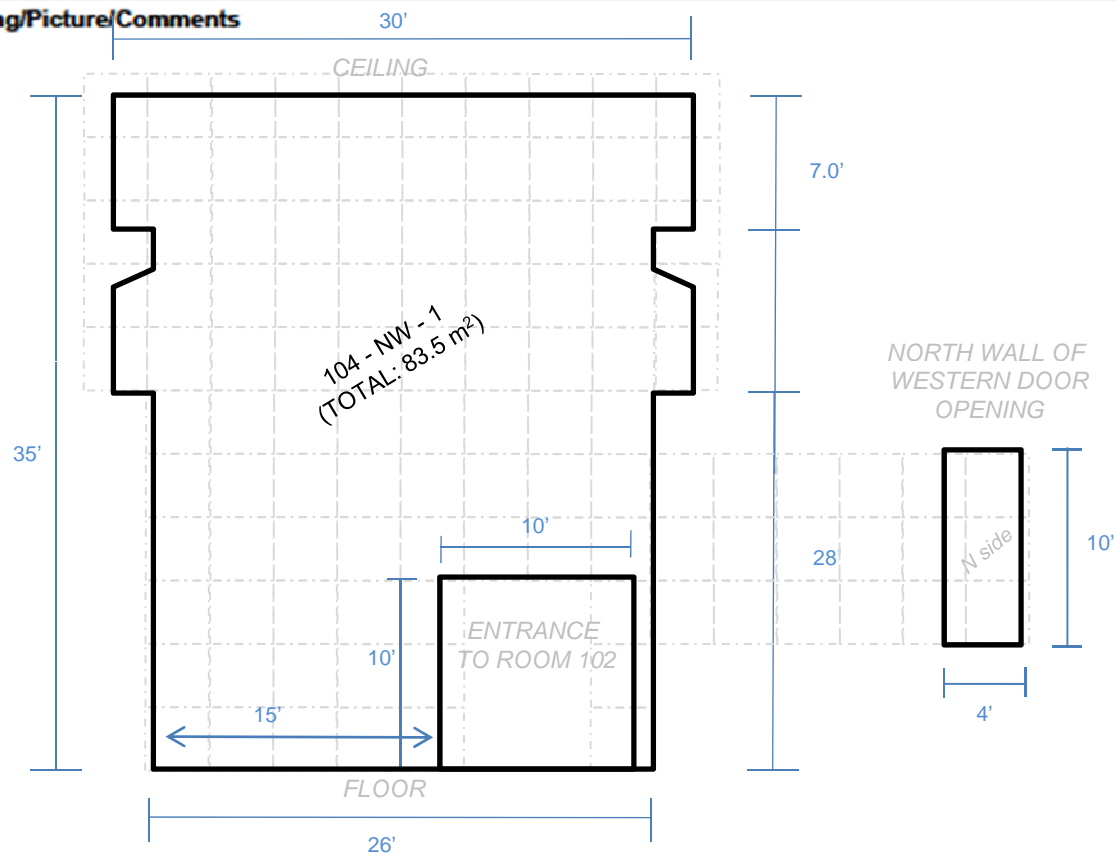 ng/Picture/Comments
30'
CEILING
7.0'
104 - NW - 1
(TOTAL: 83.5 m²)
NORTH WALL OF
WESTERN DOOR
OPENING
35'
10'
28
N side
10'
ENTRANCE
TO ROOM 102
10'
15'
4'
FLOOR
26'